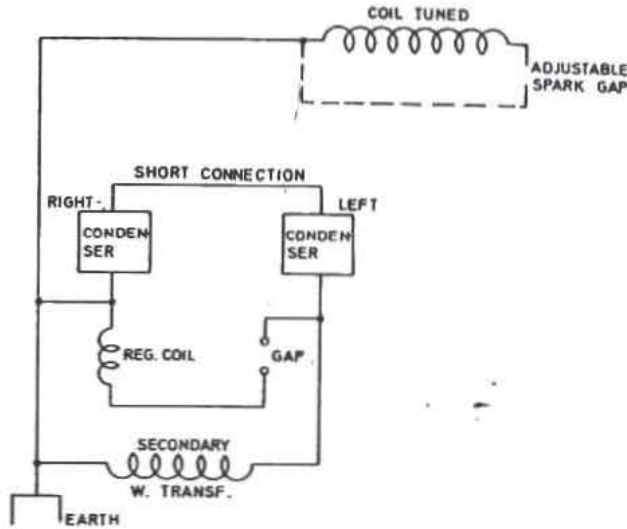 COIL TUNED
ADJUSTABLE
SPARK GAP
SHORT CONNECTION
RIGHT-
LEFT
CONDEN-
SER
CONDEN-
SER
REG. COIL
GAP
SECONDARY
W. TRANSF.
EARTH